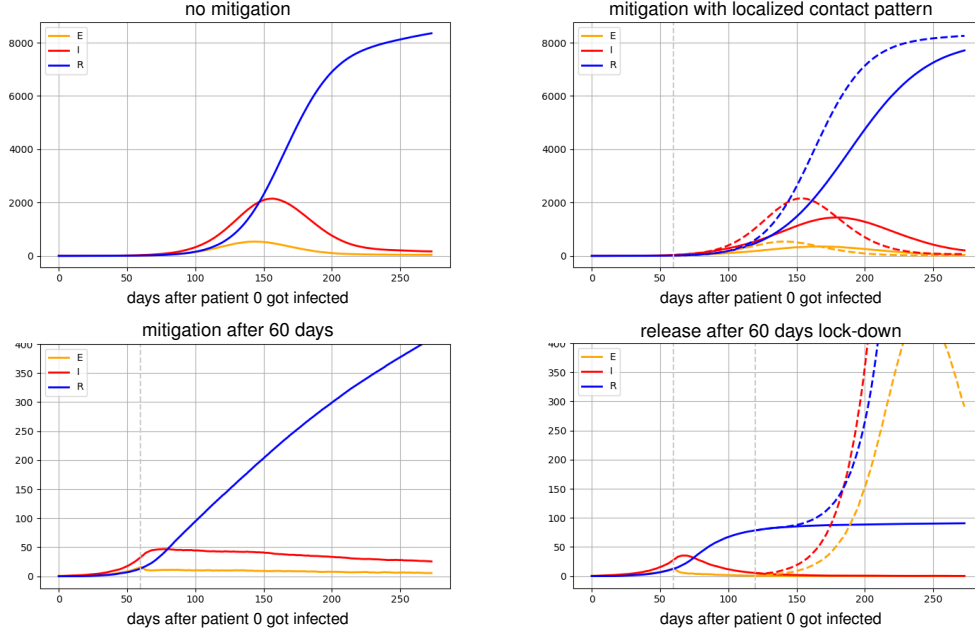 no mitigation
8000
6000
4000
2000
0
E
I
R
0
50
100
150
200
250
days after patient 0 got infected
mitigation with localized contact pattern
8000
6000
4000
2000
0
E
I
R
0
50
100
150
200
250
days after patient 0 got infected
mitigation after 60 days
400
350
300
250
200
150
100
50
0
E
I
R
0
50
100
150
200
250
days after patient 0 got infected
release after 60 days lock-down
400
350
300
250
200
150
100
50
0
E
I
R
0
50
100
150
200
250
days after patient 0 got infected